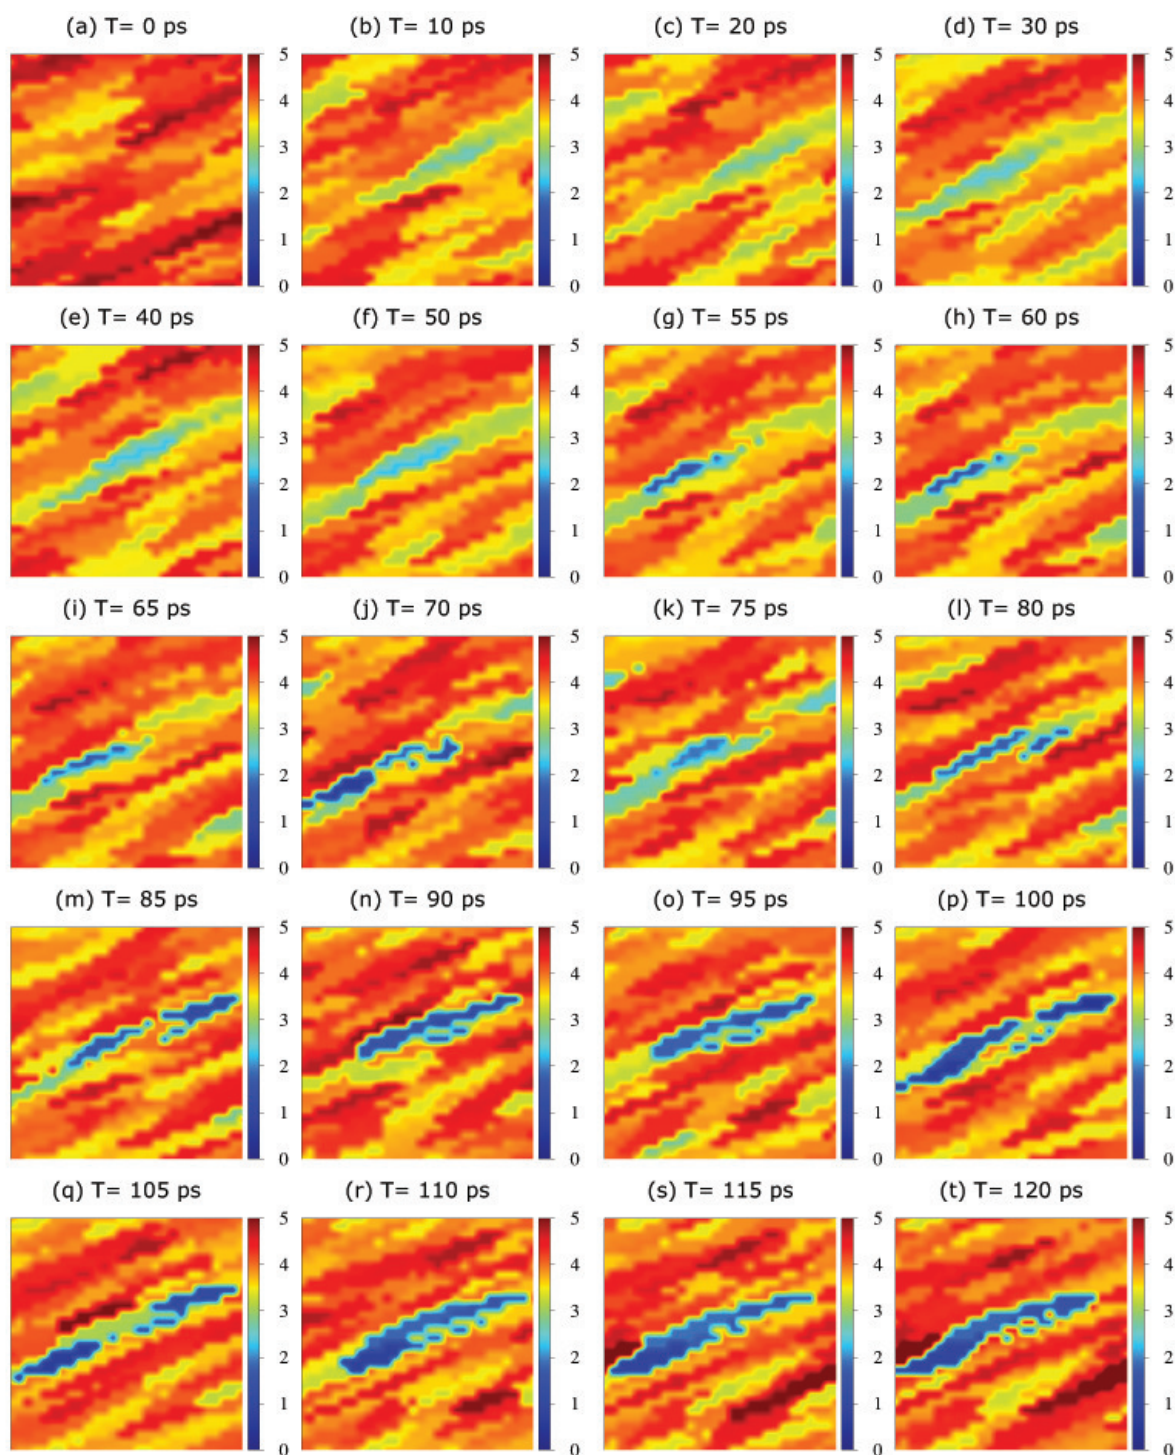 (a) T= 0 ps (b) T= 10 ps (c) T= 20 ps (d) T= 30 ps
5 5 5 5
4 4 4 4
3 3 3 3
2 2 2 2
1 1 1 1
0 0 0 0
(e) T= 40 ps (f) T= 50 ps (g) T= 55 ps (h) T= 60 ps
5 5 5 5
4 4 4 4
3 3 3 3
2 2 2 2
1 1 1 1
0 0 0 0
(i) T= 65 ps (j) T= 70 ps (k) T= 75 ps (l) T= 80 ps
5 5 5 5
4 4 4 4
3 3 3 3
2 2 2 2
1 1 1 1
0 0 0 0
(m) T= 85 ps (n) T= 90 ps (o) T= 95 ps (p) T= 100 ps
5 5 5 5
4 4 4 4
3 3 3 3
2 2 2 2
1 1 1 1
0 0 0 0
(q) T= 105 ps (r) T= 110 ps (s) T= 115 ps (t) T= 120 ps
5 5 5 5
4 4 4 4
3 3 3 3
2 2 2 2
1 1 1 1
0 0 0 0